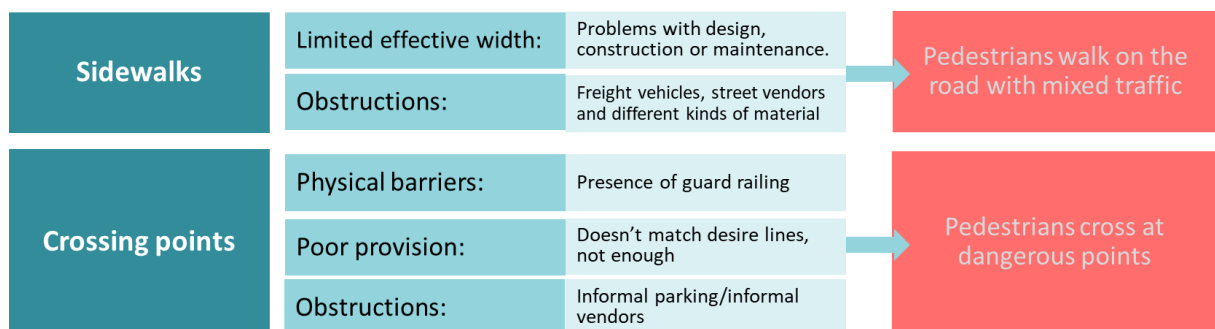 Sidewalks
Limited effective width:
Problems with design,
construction or maintenance.
Obstructions:
Freight vehicles, street vendors
and different kinds of material
Pedestrians walk on the
road with mixed traffic
Crossing points
Physical barriers:
Presence of guard railing
Poor provision:
Doesn’t match desire lines,
not enough
Obstructions:
Informal parking/informal
vendors
Pedestrians cross at
dangerous points